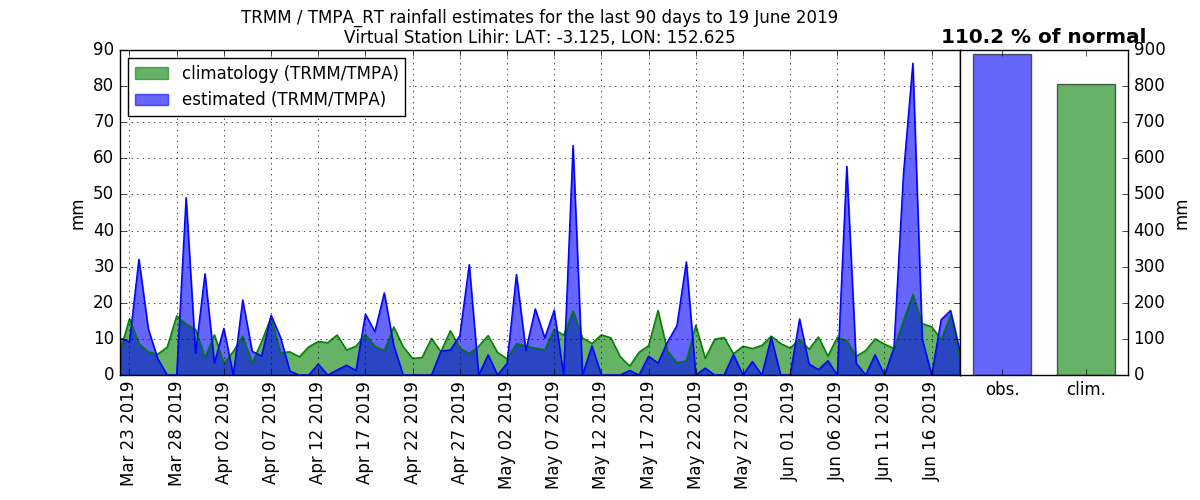 TRMM / TMPA_RT rainfall estimates for the last 90 days to 19 June 2019
Virtual Station Lihir: LAT: -3.125, LON: 152.625
110.2 % of normal
climatology (TRMM/TMPA)
estimated (TRMM/TMPA)
90
80
70
60
50
40
30
20
10
0
mm
Mar 23 2019
Mar 28 2019
Apr 02 2019
Apr 07 2019
Apr 12 2019
Apr 17 2019
Apr 22 2019
Apr 27 2019
May 02 2019
May 07 2019
May 12 2019
May 17 2019
May 22 2019
May 27 2019
Jun 01 2019
Jun 06 2019
Jun 11 2019
Jun 16 2019
900
800
700
600
500
400
300
200
100
0
mm
obs.
clim.